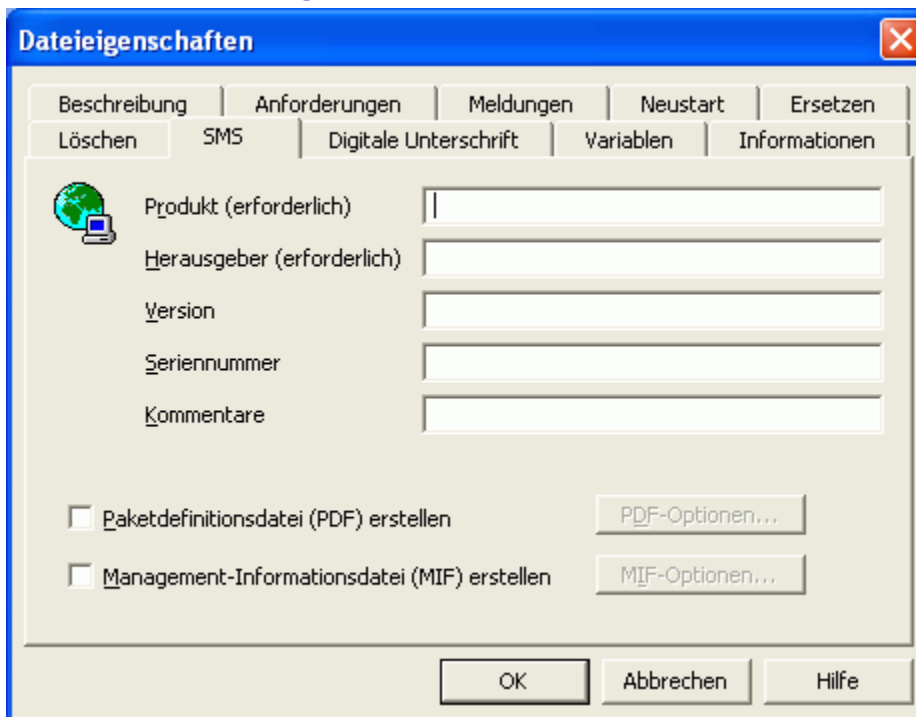 Dateieigenschaften
Beschreibung Anforderungen Meldungen Neustart Ersetzen
Löschen SMS Digitale Unterschrift Variablen Informationen
Produkt (erforderlich)
Herausgeber (erforderlich)
Version
Seriennummer
Kommentare
Paketdefinitionsdatei (PDF) erstellen PDF-Optionen...
Management-Informationsdatei (MIF) erstellen MIF-Optionen...
OK Abbrechen Hilfe